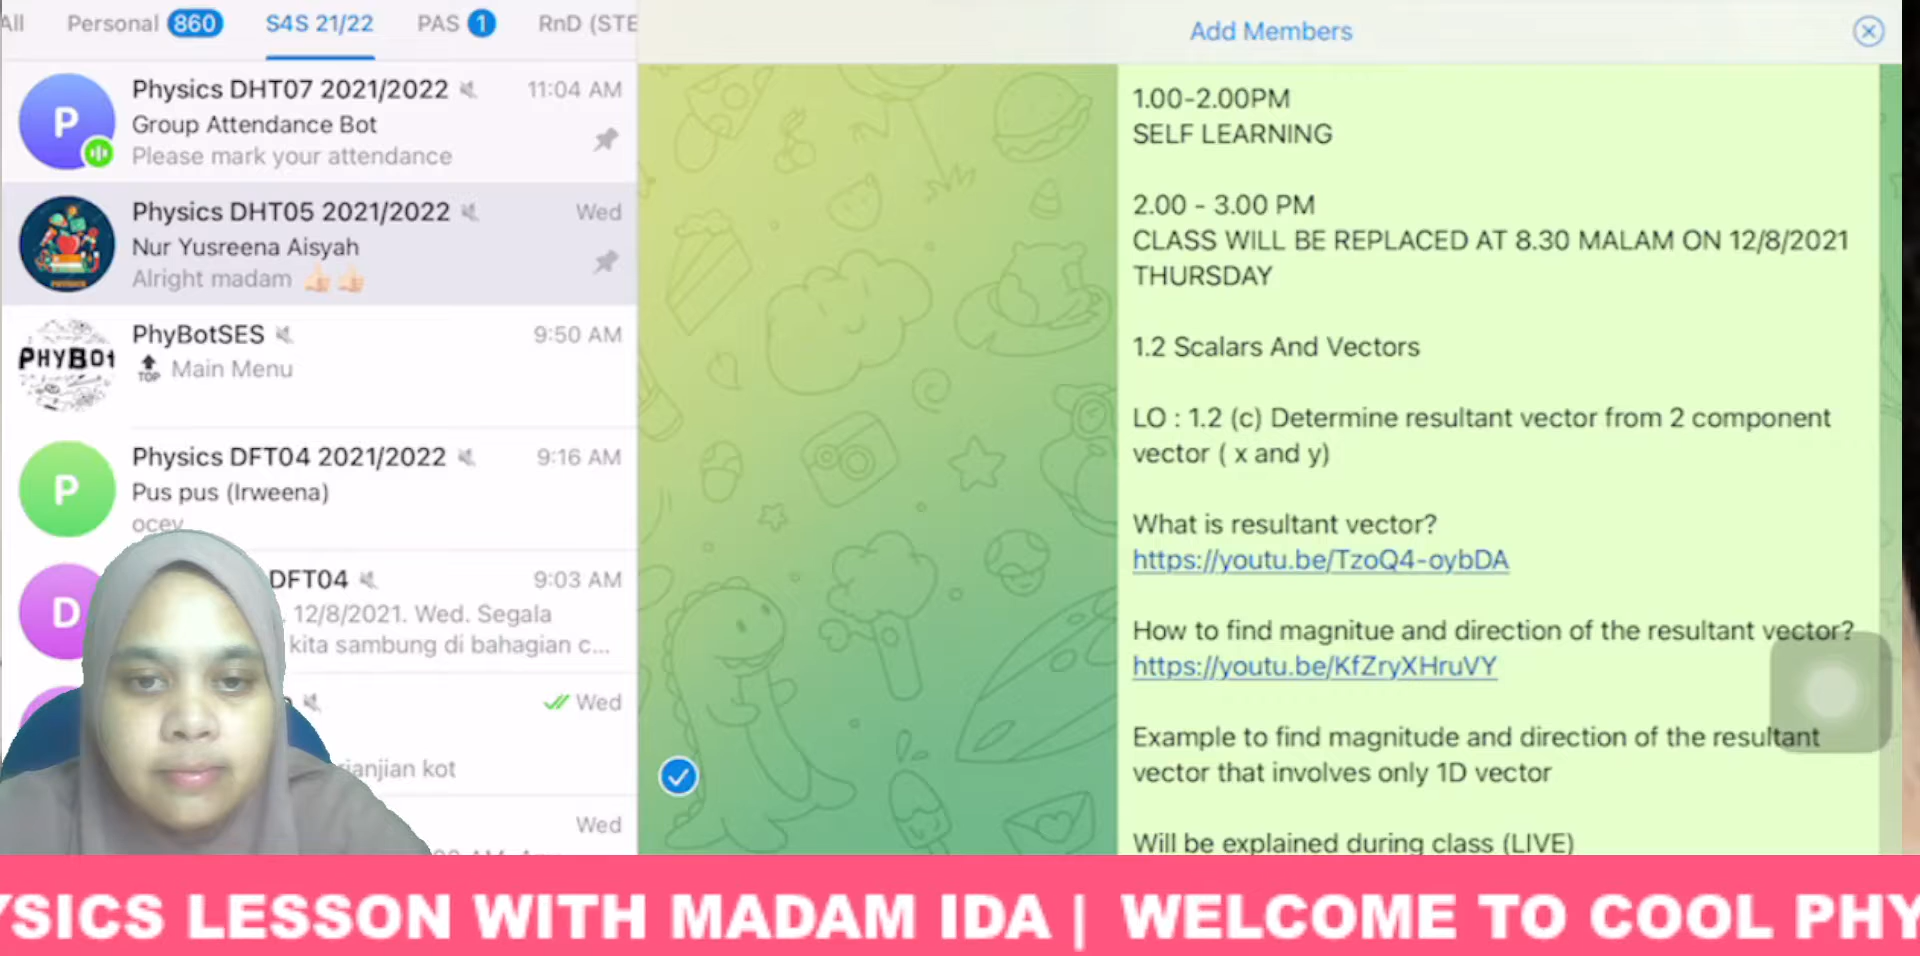 All
Personal 860
S4S 21/22
PAS 1
RnD (STE
Add Members
Physics DHT07 2021/2022
11:04 AM
Group Attendance Bot
Please mark your attendance
Physics DHT05 2021/2022
Wed
Nur Yusreena Aisyah
Alright madam 👍🏻👍🏻
PhyBotSES
9:50 AM
PHYBOt
TOP Main Menu
Physics DFT04 2021/2022
9:16 AM
P
Pus pus (Irweena)
ocey
DFT04
9:03 AM
D
12/8/2021. Wed. Segala
kita sambung di bahagian c...
Wed
kot
Wed
P
PHYSICS
1.00-2.00PM
SELF LEARNING
2.00 - 3.00 PM
CLASS WILL BE REPLACED AT 8.30 MALAM ON 12/8/2021
THURSDAY
1.2 Scalars And Vectors
LO : 1.2 (c) Determine resultant vector from 2 component
vector ( x and y)
What is resultant vector?
https://youtu.be/TzoQ4-oybDA
How to find magnitue and direction of the resultant vector?
https://youtu.be/KfZryXHruVY
Example to find magnitude and direction of the resultant
vector that involves only 1D vector
Will be explained during class (LIVE)
YSICS LESSON WITH MADAM IDA | WELCOME TO COOL PHY